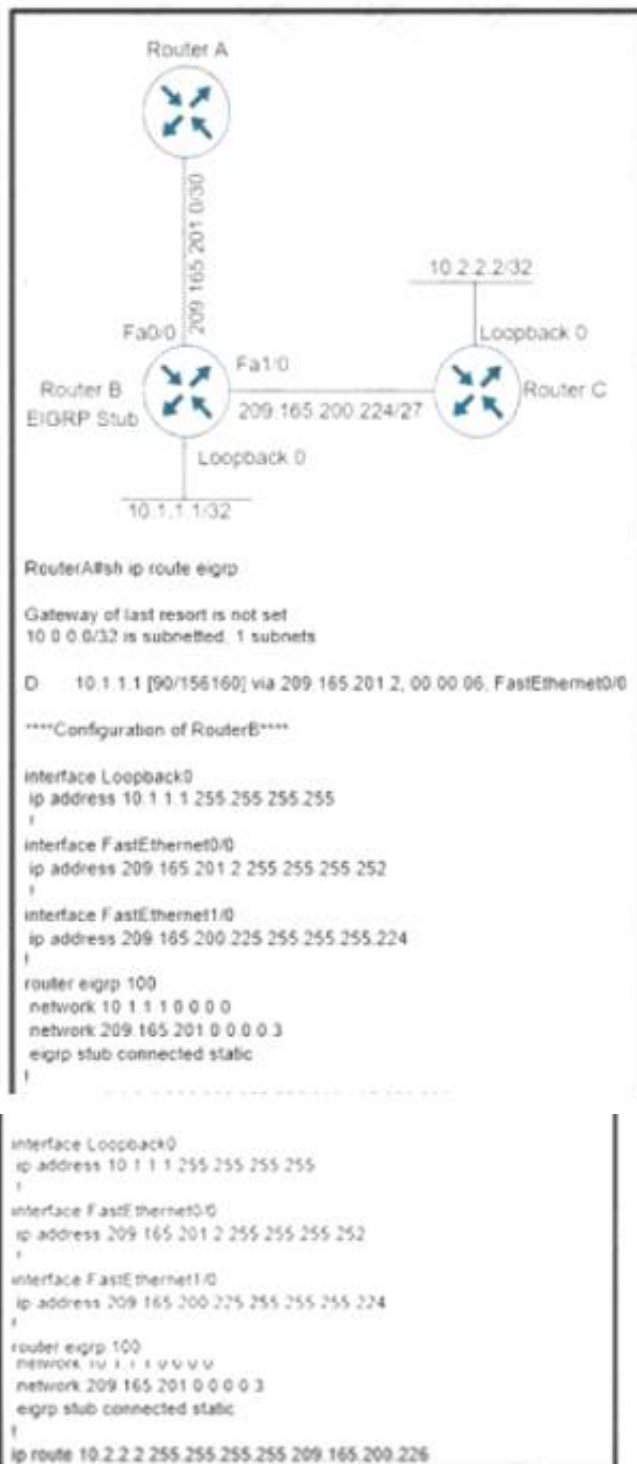 Router A
209.165.201.0/30
10.2.2.2/32
Fa0/0
Loopback 0
Fa1/0
Router B
Router C
EIGRP Stub
209.165.200.224/27
Loopback 0
10.1.1.1/32
RouterA#sh ip route eigrp
Gateway of last resort is not set
10.0.0.0/32 is subnetted, 1 subnets
D 10.1.1.1 [90/156160] via 209.165.201.2, 00:00:06, FastEthernet0/0
****Configuration of RouterB****
interface Loopback0
ip address 10.1.1.1 255.255.255.255
!
interface FastEthernet0/0
ip address 209.165.201.2 255.255.255.252
!
interface FastEthernet1/0
ip address 209.165.200.225 255.255.255.224
!
router eigrp 100
network 10.1.1.1 0.0.0.0
network 209.165.201.0 0.0.0.3
eigrp stub connected static
!
interface Loopback0
ip address 10.1.1.1 255.255.255.255
!
interface FastEthernet0/0
ip address 209.165.201.2 255.255.255.252
!
interface FastEthernet1/0
ip address 209.165.200.225 255.255.255.224
!
router eigrp 100
network 10.1.1.1 0.0.0.0
network 209.165.201.0 0.0.0.3
eigrp stub connected static
!
ip route 10.2.2.2 255.255.255.255 209.165.200.226